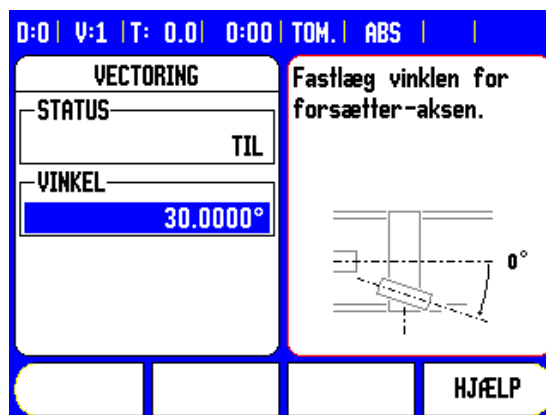 D:0| V:1 |T: 0.0| 0:00| TOM.| ABS | |
VECTORING
STATUS
TIL
VINKEL
30.0000°
Fastlæg vinklen for
forsætter-aksen.
0°
HJÆLP